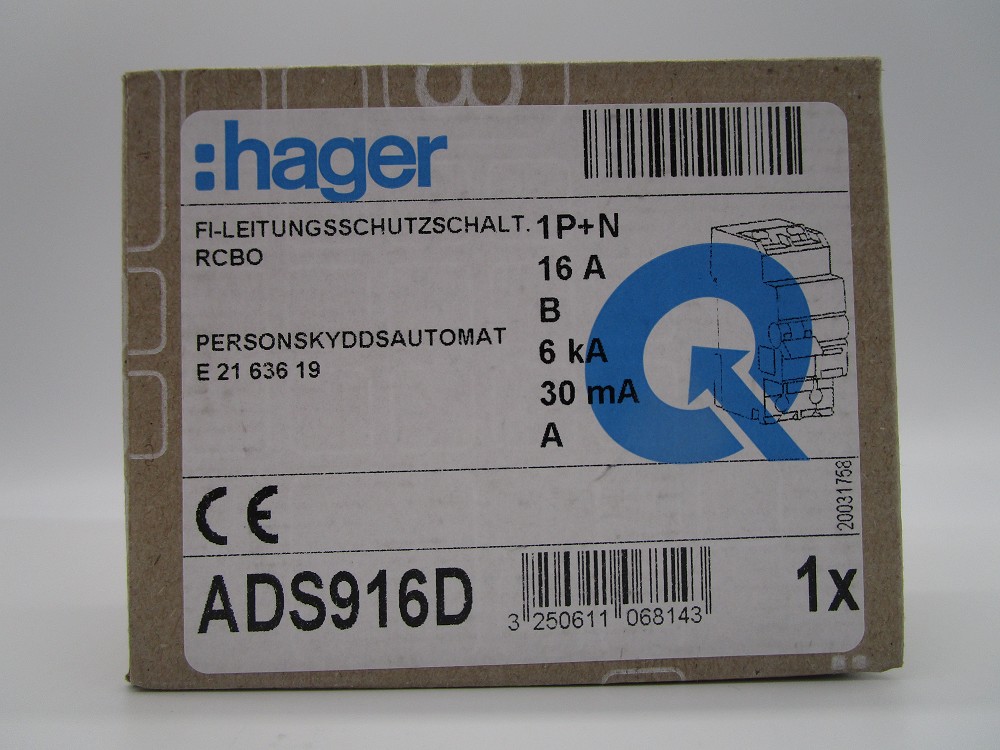 :hager
FI-LEITUNGSSCHUTZSCHALT. 1P+N
RCBO 16 A
B
PERSONSKYDDSAUTOMAT 6 kA
E 21 636 19 30 mA
A
20031758
CE
ADS916D 1x
3 250611 068143